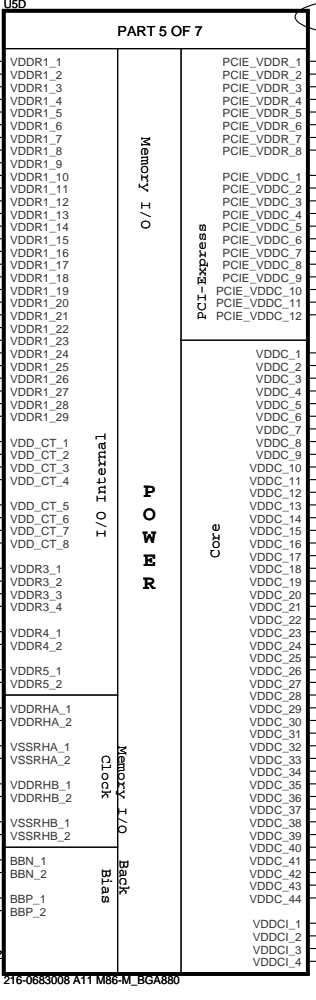 U5D
PART 5 OF 7
VDDR1_1
VDDR1_2
VDDR1_3
VDDR1_4
VDDR1_5
VDDR1_6
VDDR1_7
VDDR1_8
VDDR1_9
VDDR1_10
VDDR1_11
VDDR1_12
VDDR1_13
VDDR1_14
VDDR1_15
VDDR1_16
VDDR1_17
VDDR1_18
VDDR1_19
VDDR1_20
VDDR1_21
VDDR1_22
VDDR1_23
VDDR1_24
VDDR1_25
VDDR1_26
VDDR1_27
VDDR1_28
VDDR1_29
VDD_CT_1
VDD_CT_2
VDD_CT_3
VDD_CT_4
VDD_CT_5
VDD_CT_6
VDD_CT_7
VDD_CT_8
VDDR3_1
VDDR3_2
VDDR3_3
VDDR3_4
VDDR4_1
VDDR4_2
VDDR5_1
VDDR5_2
VDDRHA_1
VDDRHA_2
VSSRHA_1
VSSRHA_2
VDDRHB_1
VDDRHB_2
VSSRHB_1
VSSRHB_2
BBN_1
BBN_2
BBP_1
BBP_2
I/O Internal
Memory I/O
Clock
Back
Bias
Memory I/O
POWER
PCI-Express
Core
PCIE_VDDR_1
PCIE_VDDR_2
PCIE_VDDR_3
PCIE_VDDR_4
PCIE_VDDR_5
PCIE_VDDR_6
PCIE_VDDR_7
PCIE_VDDR_8
PCIE_VDDC_1
PCIE_VDDC_2
PCIE_VDDC_3
PCIE_VDDC_4
PCIE_VDDC_5
PCIE_VDDC_6
PCIE_VDDC_7
PCIE_VDDC_8
PCIE_VDDC_9
PCIE_VDDC_10
PCIE_VDDC_11
PCIE_VDDC_12
VDDC_1
VDDC_2
VDDC_3
VDDC_4
VDDC_5
VDDC_6
VDDC_7
VDDC_8
VDDC_9
VDDC_10
VDDC_11
VDDC_12
VDDC_13
VDDC_14
VDDC_15
VDDC_16
VDDC_17
VDDC_18
VDDC_19
VDDC_20
VDDC_21
VDDC_22
VDDC_23
VDDC_24
VDDC_25
VDDC_26
VDDC_27
VDDC_28
VDDC_29
VDDC_30
VDDC_31
VDDC_32
VDDC_33
VDDC_34
VDDC_35
VDDC_36
VDDC_37
VDDC_38
VDDC_39
VDDC_40
VDDC_41
VDDC_42
VDDC_43
VDDC_44
VDDCI_1
VDDCI_2
VDDCI_3
VDDCI_4
216-0683008 A11 M86-M_BGA880